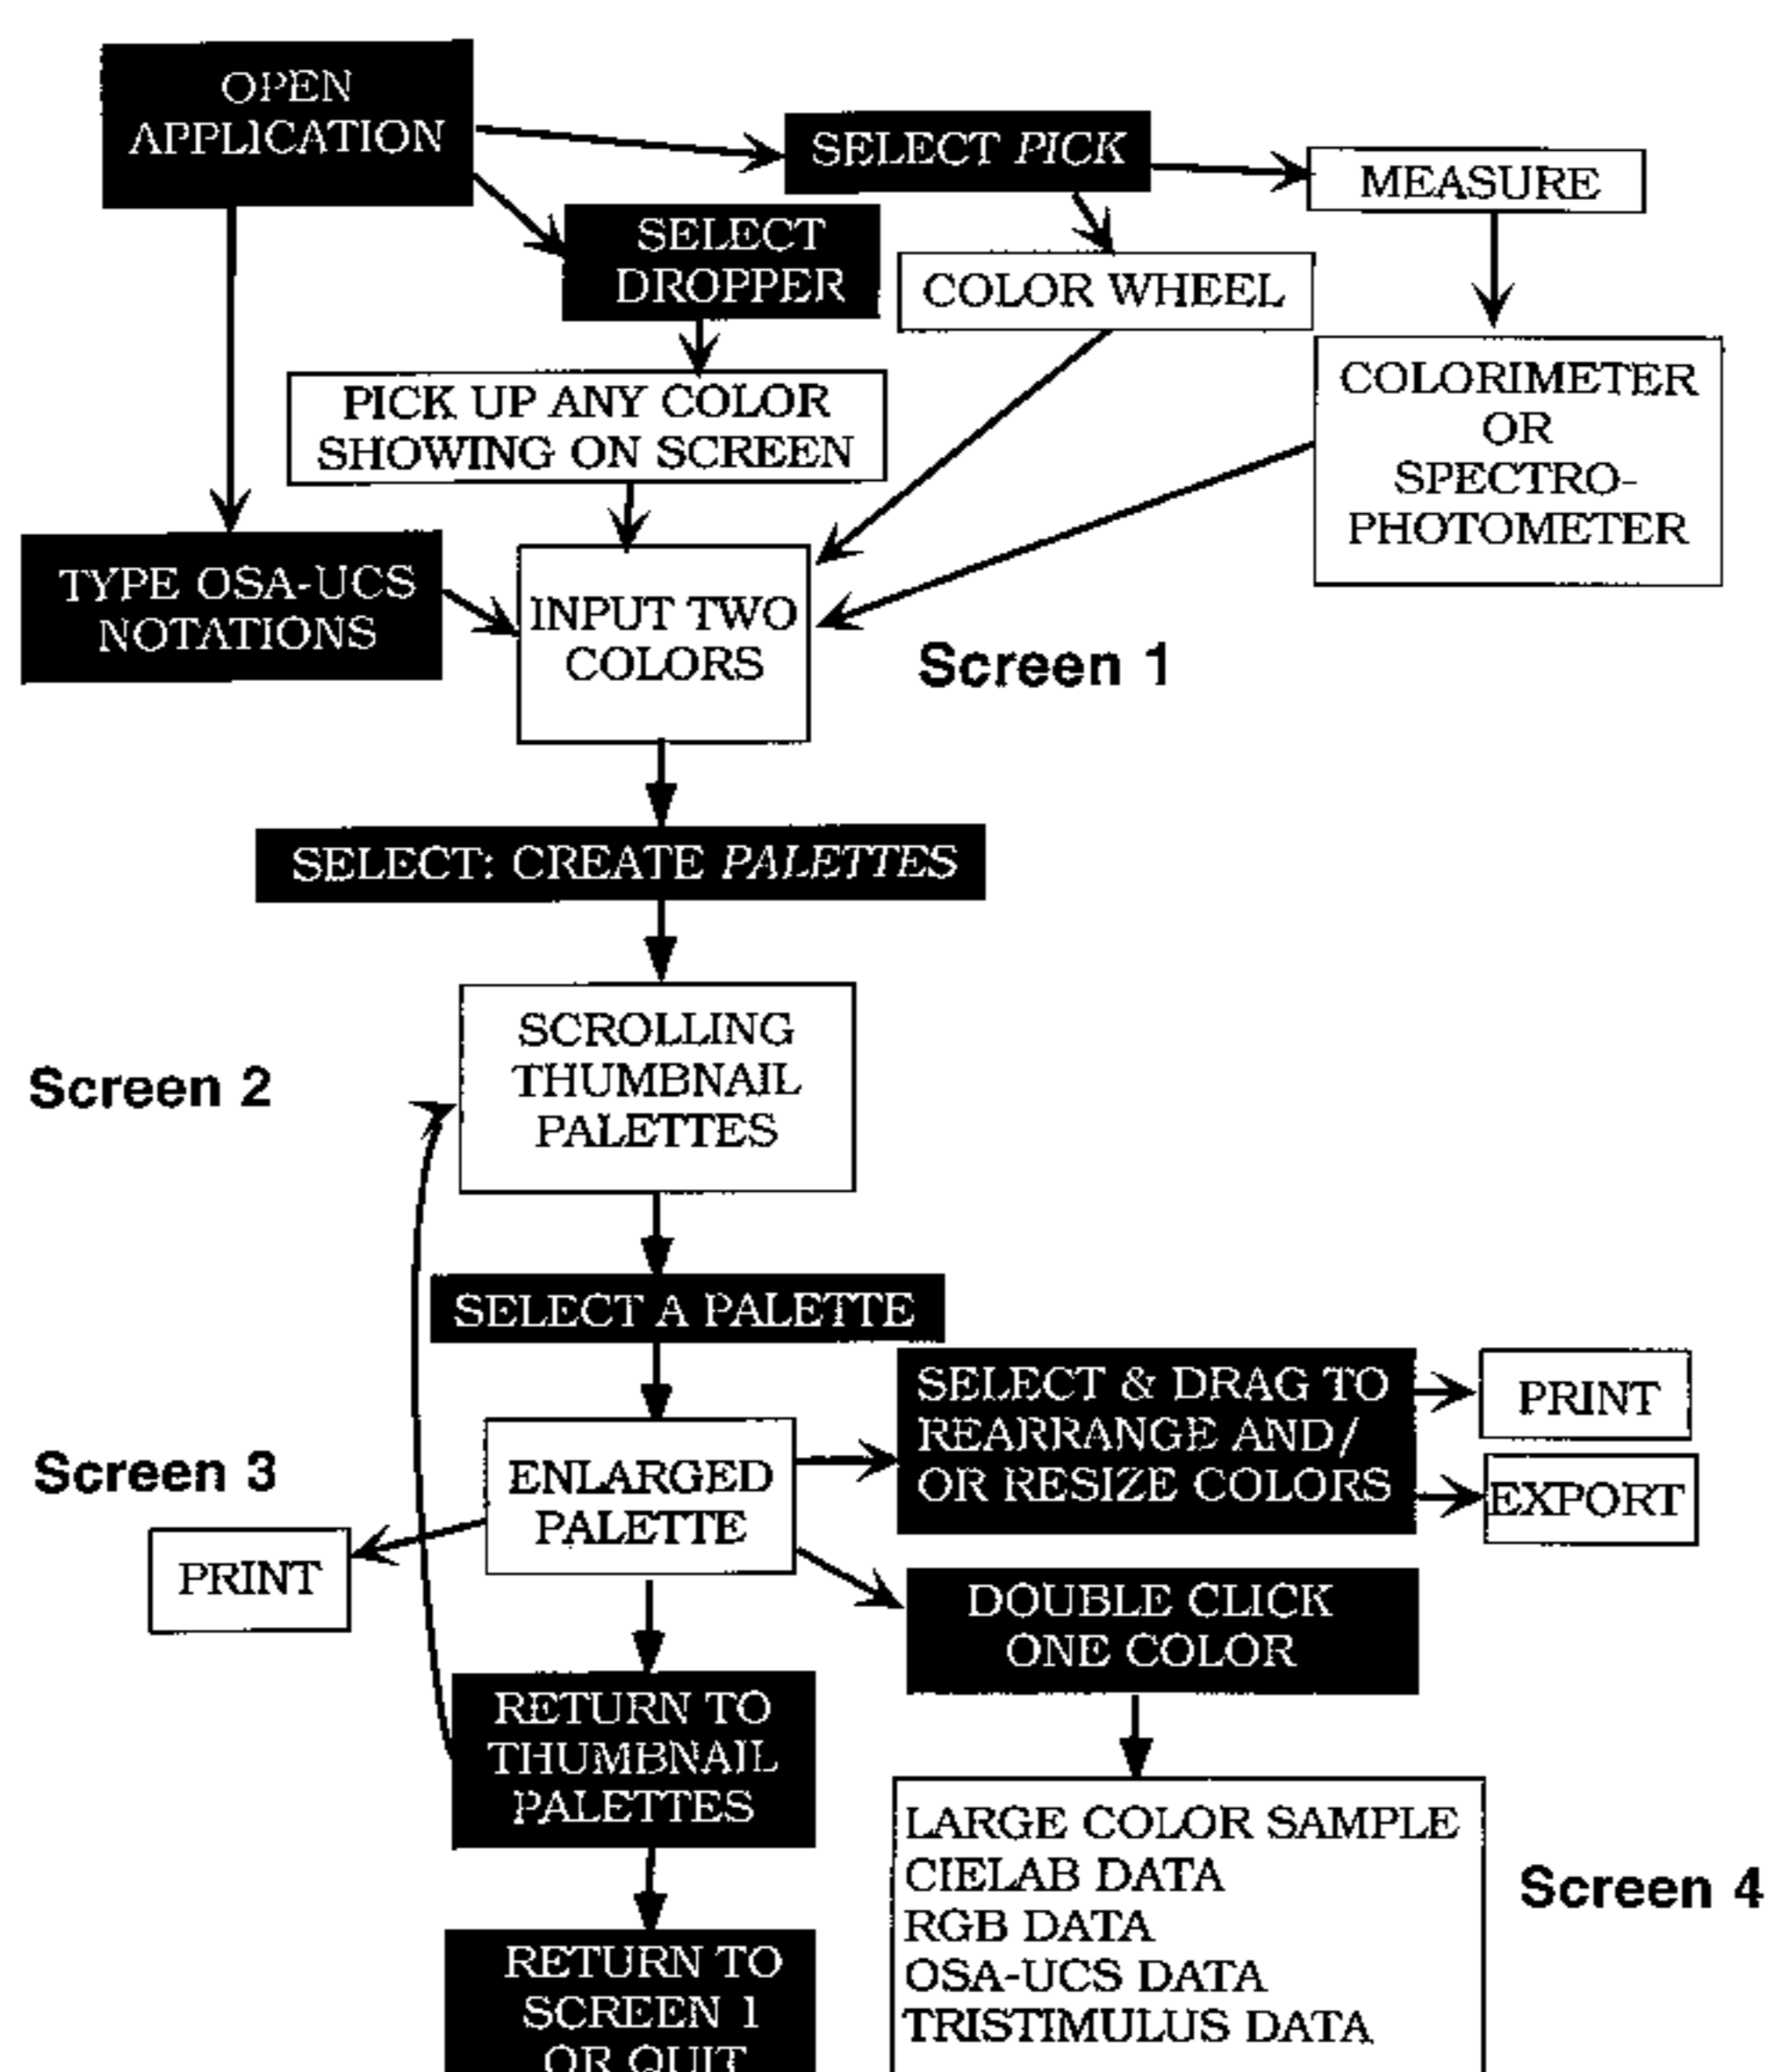 OPEN
APPLICATION
SELECT PICK
MEASURE
SELECT
DROPPER
COLOR WHEEL
PICK UP ANY COLOR
SHOWING ON SCREEN
COLORIMETER
OR
SPECTRO-
PHOTOMETER
TYPE OSA-UCS
NOTATIONS
INPUT TWO
COLORS
Screen 1
SELECT: CREATE PALETTES
SCROLLING
THUMBNAIL
PALETTES
Screen 2
SELECT A PALETTE
SELECT & DRAG TO
REARRANGE AND/
OR RESIZE COLORS
PRINT
EXPORT
Screen 3
ENLARGED
PALETTE
PRINT
DOUBLE CLICK
ONE COLOR
RETURN TO
THUMBNAIL
PALETTES
LARGE COLOR SAMPLE
CIELAB DATA
RGB DATA
OSA-UCS DATA
TRISTIMULUS DATA
Screen 4
RETURN TO
SCREEN 1
OR QUIT